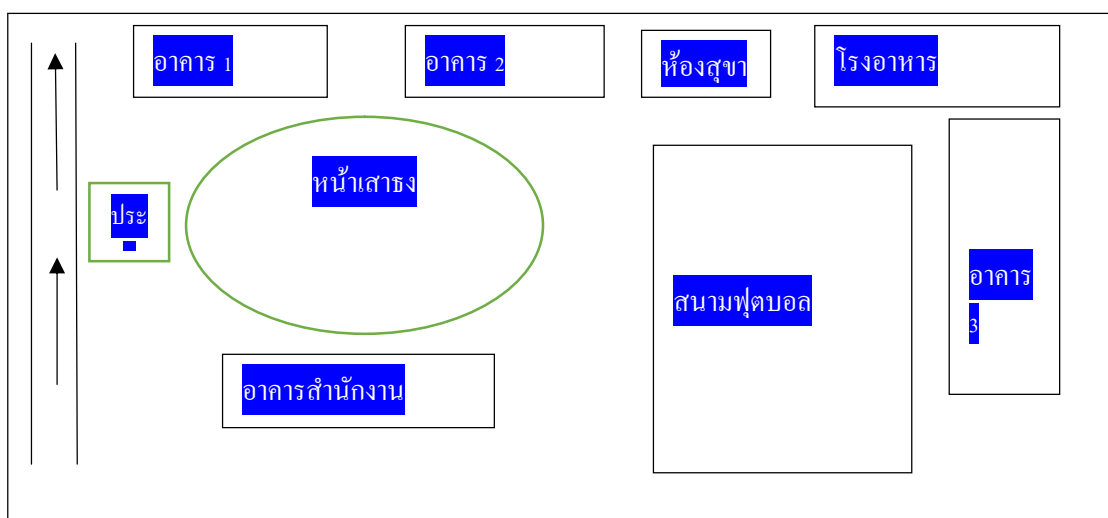 อาคาร 1
อาคาร 2
ห้องสุขา
โรงอาหาร
หน้าเสาธง
ประ
อาคาร
3
สนามฟุตบอล
อาคารสำนักงาน